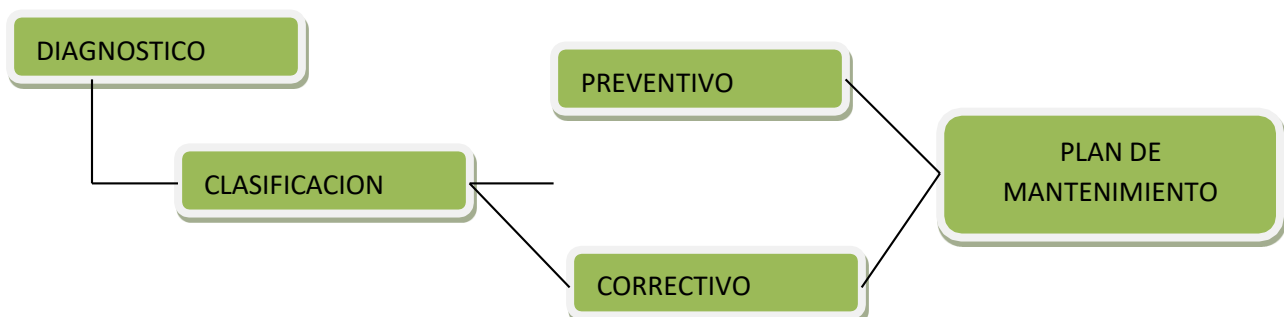 DIAGNOSTICO
PREVENTIVO
CLASIFICACION
PLAN DE
MANTENIMIENTO
CORRECTIVO